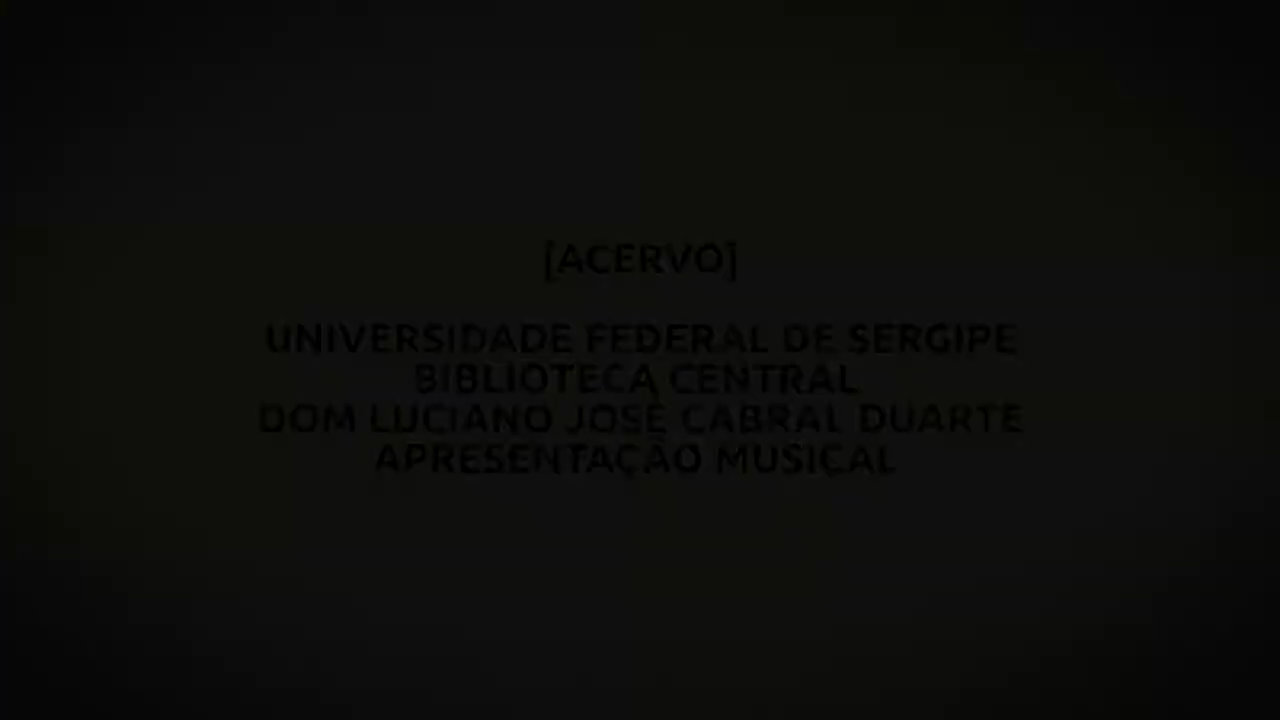 [ACERVO]
UNIVERSIDADE FEDERAL DE SERGIPE
BIBLIOTECA CENTRAL
DOM LUCIANO JOSÉ CABRAL DUARTE
APRESENTAÇÃO MUSICAL